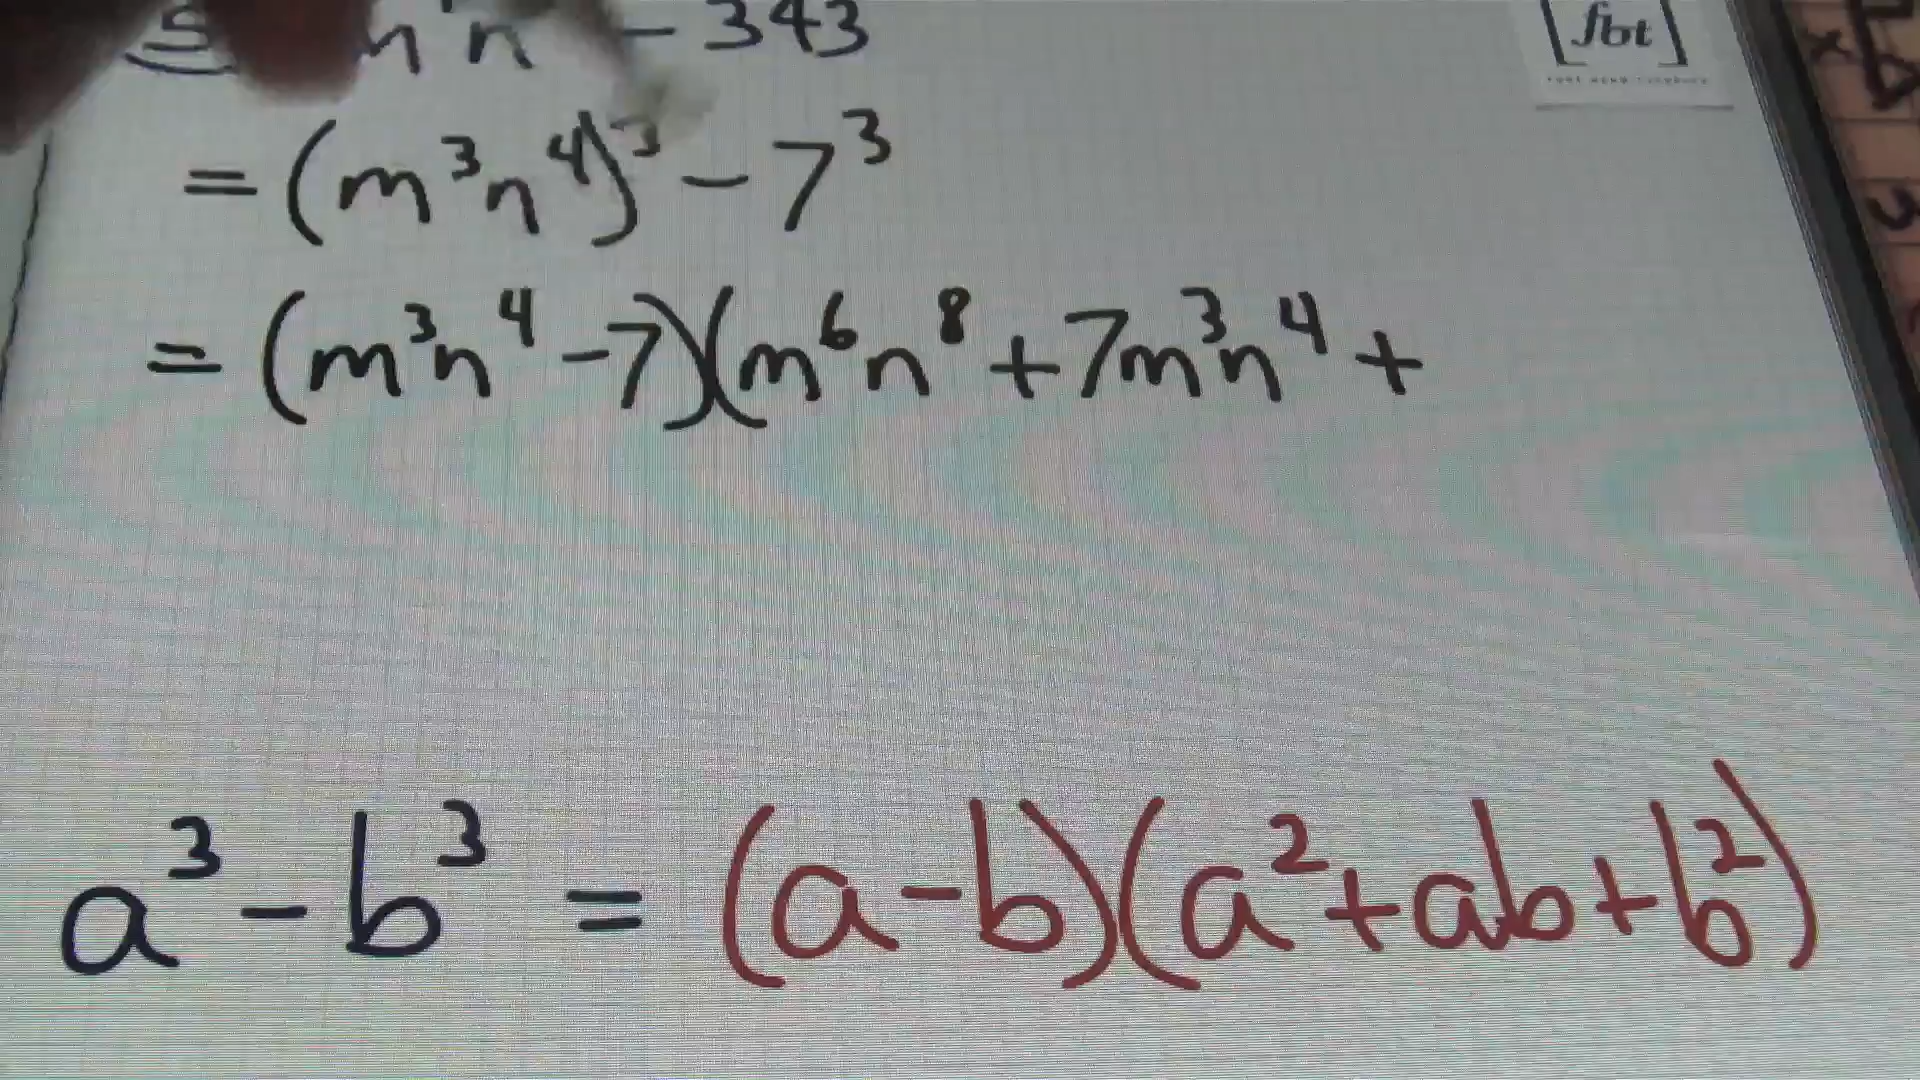 n - 343
[fbt]
= (m³n⁴)³ - 7³
= (m³n⁴ - 7)(m⁶n⁸ + 7m³n⁴ +
a³ - b³ = (a - b)(a² + ab + b²)